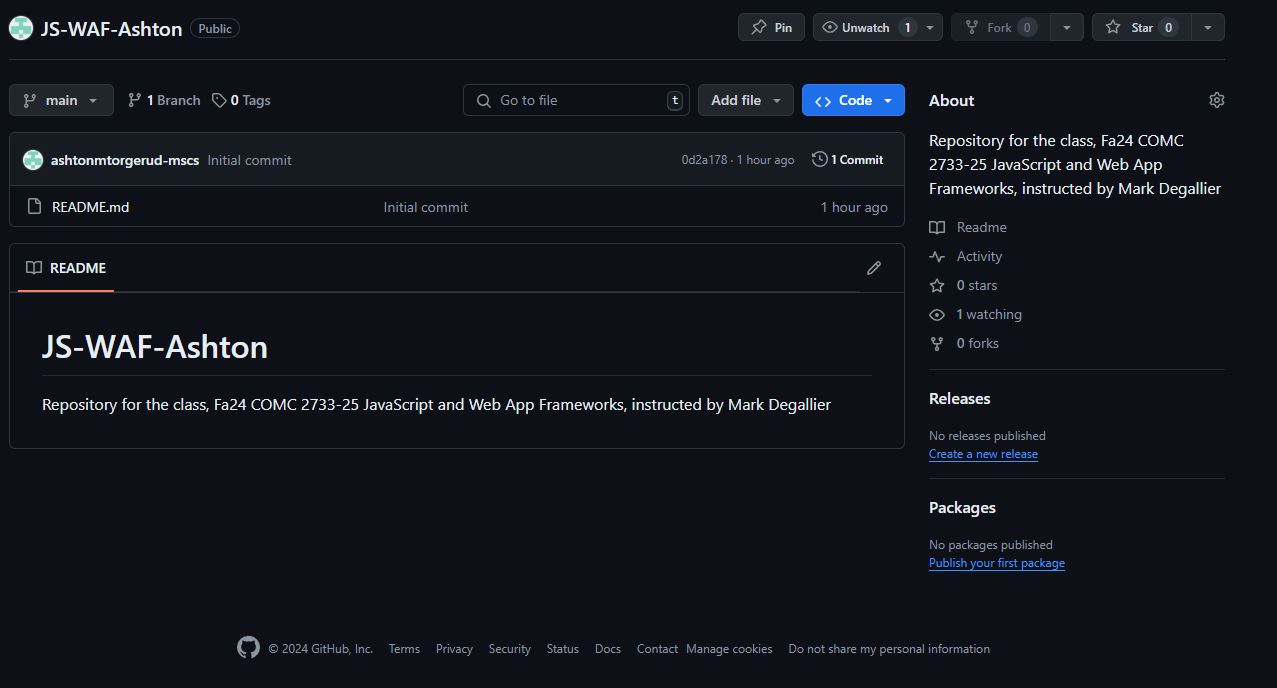 JS-WAF-Ashton Public Pin Unwatch 1 Fork 0 Star 0
main 1 Branch 0 Tags Go to file t Add file Code
ashtonmtorgerud-mscs Initial commit 0d2a178 · 1 hour ago 1 Commit
README.md Initial commit 1 hour ago
README
JS-WAF-Ashton
Repository for the class, Fa24 COMC 2733-25 JavaScript and Web App Frameworks, instructed by Mark Degallier
About
Repository for the class, Fa24 COMC
2733-25 JavaScript and Web App
Frameworks, instructed by Mark Degallier
Readme
Activity
0 stars
1 watching
0 forks
Releases
No releases published
Create a new release
Packages
No packages published
Publish your first package
© 2024 GitHub, Inc. Terms Privacy Security Status Docs Contact Manage cookies Do not share my personal information